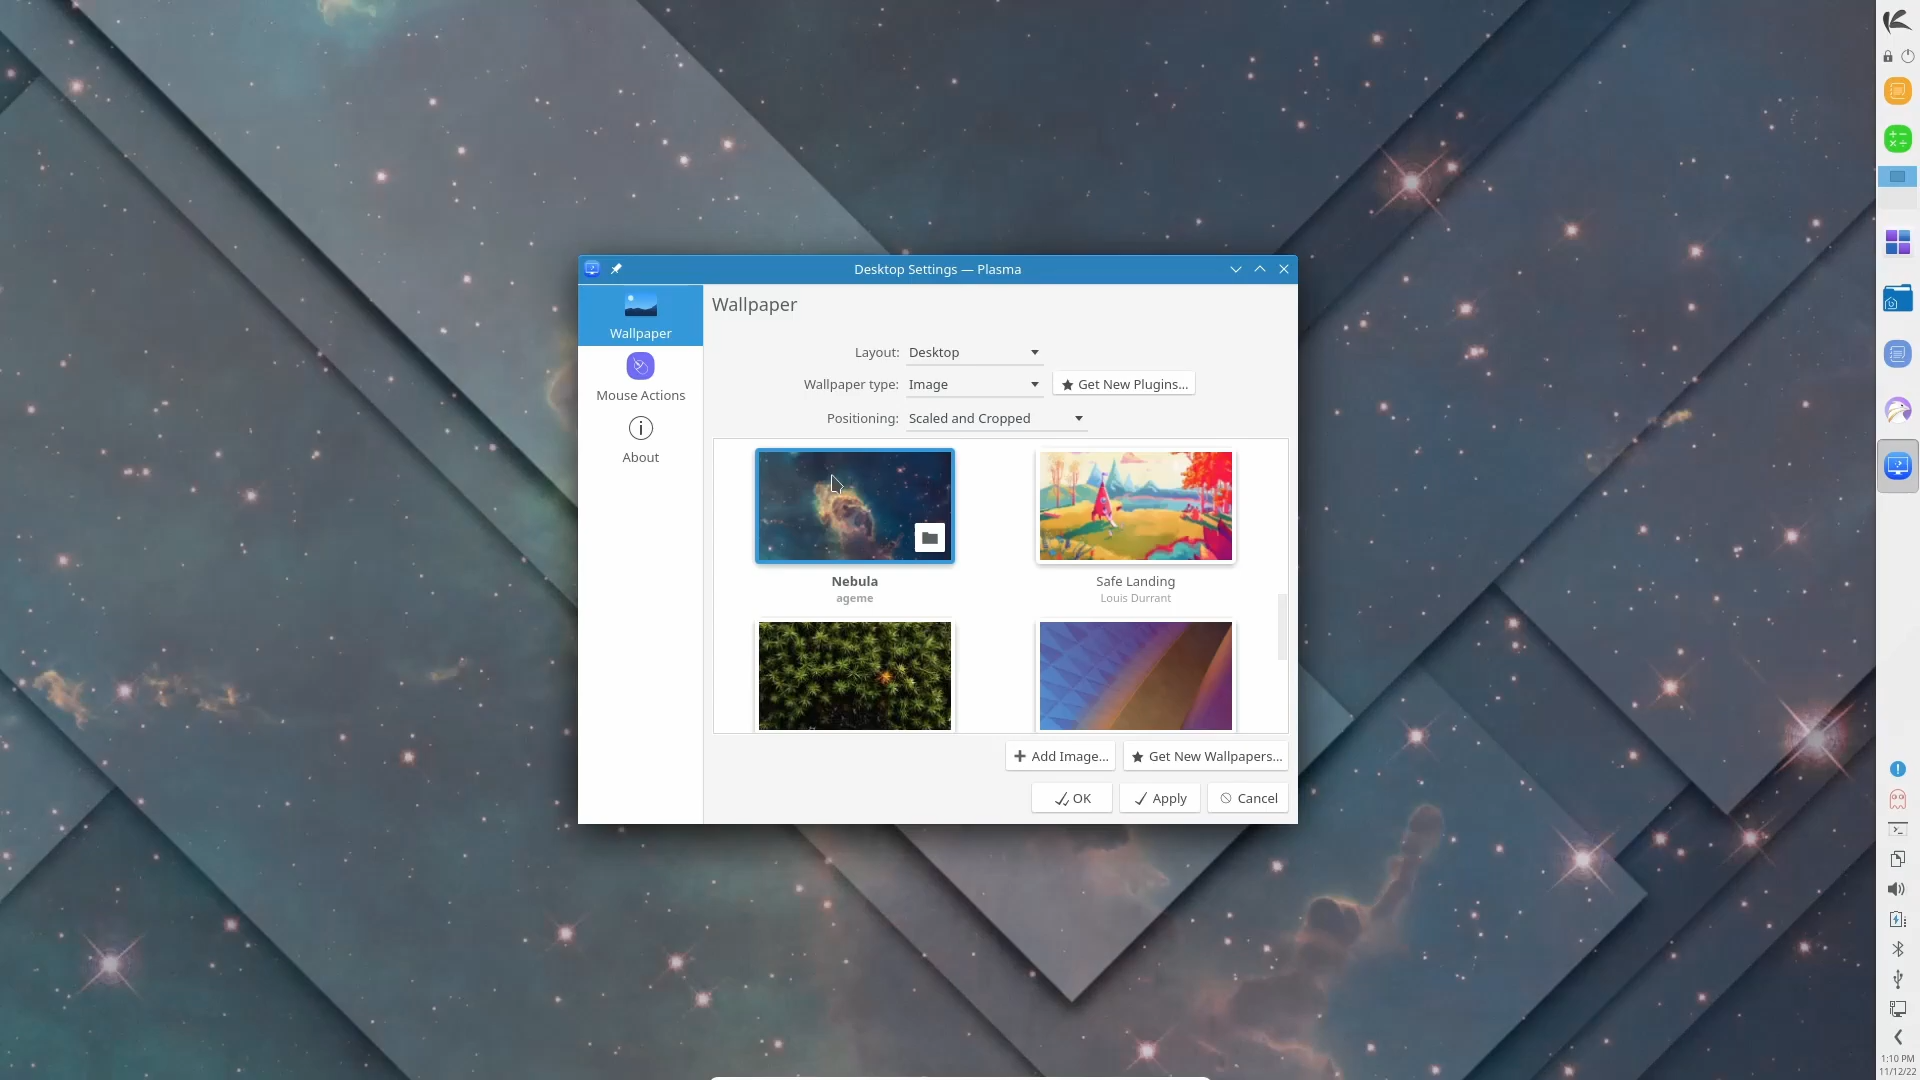 Desktop Settings — Plasma
Wallpaper
Mouse Actions
About
Wallpaper
Layout: Desktop
Wallpaper type: Image Get New Plugins...
Positioning: Scaled and Cropped
Nebula
ageme
Safe Landing
Louis Durrant
Add Image... Get New Wallpapers...
OK Apply Cancel
1:10 PM
11/12/22